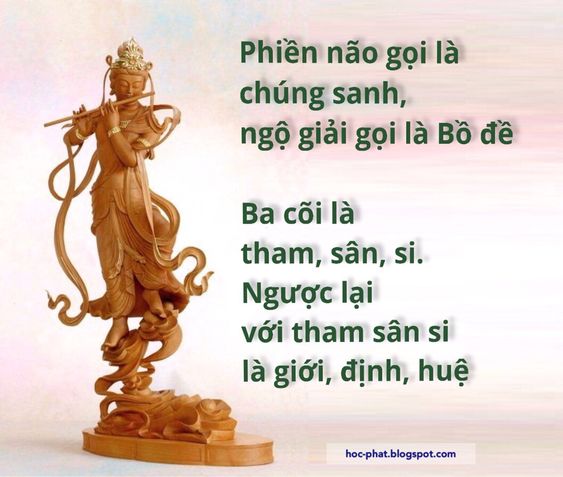 Phiền não gọi là
chúng sanh,
ngộ giải gọi là Bồ đề
Ba cõi là
tham, sân, si.
Ngược lại
với tham sân si
là giới, định, huệ
hoc-phat.blogspot.com